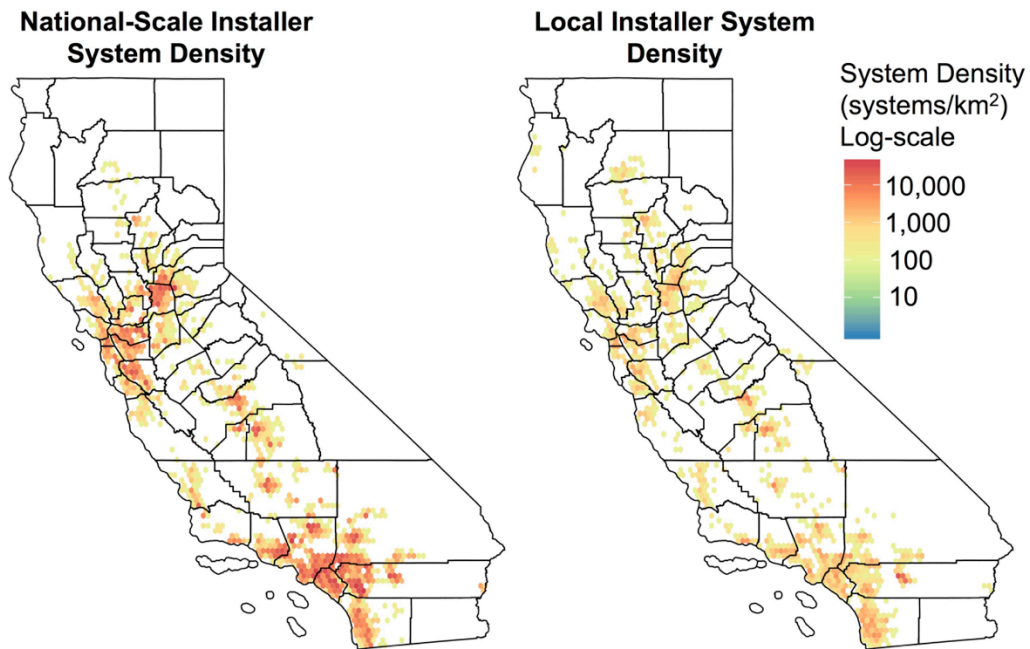 National-Scale Installer
System Density
Local Installer System
Density
System Density
(systems/km²)
Log-scale
10,000
1,000
100
10